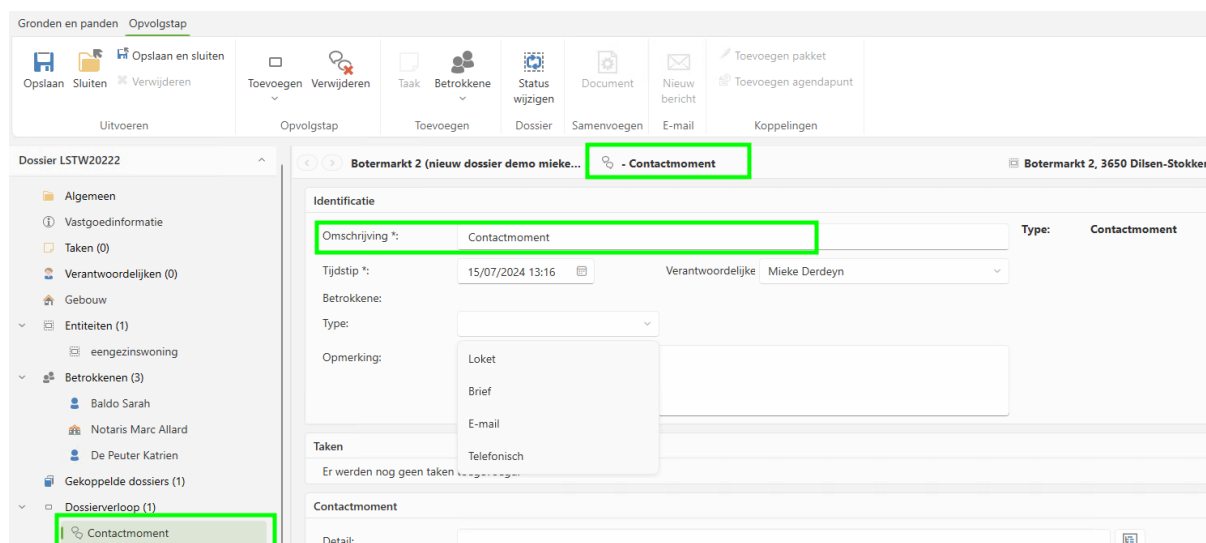 Gronden en panden Opvolgstap
Opslaan Sluiten Opslaan en sluiten Verwijderen
Uitvoeren
Toevoegen Verwijderen
Opvolgstap
Taak Betrokkene
Toevoegen
Status wijzigen
Dossier
Document
Samenvoegen
Nieuw bericht
E-mail
Toevoegen pakket
Toevoegen agendapunt
Koppelingen
Dossier LSTW20222
Algemeen
Vastgoedinformatie
Taken (0)
Verantwoordelijken (0)
Gebouw
Entiteiten (1)
eengezinswoning
Betrokkenen (3)
Baldo Sarah
Notaris Marc Allard
De Peuter Katrien
Gekoppelde dossiers (1)
Dossierverloop (1)
Contactmoment
Botermarkt 2 (nieuw dossier demo mieke... - Contactmoment Botermarkt 2, 3650 Dilsen-Stokke
Identificatie
Omschrijving *: Contactmoment Type: Contactmoment
Tijdstip *: 15/07/2024 13:16 Verantwoordelijke Mieke Derdeyn
Betrokkene:
Type:
Opmerking:
Loket
Brief
E-mail
Telefonisch
Taken
Er werden nog geen taken
Contactmoment
Detail: